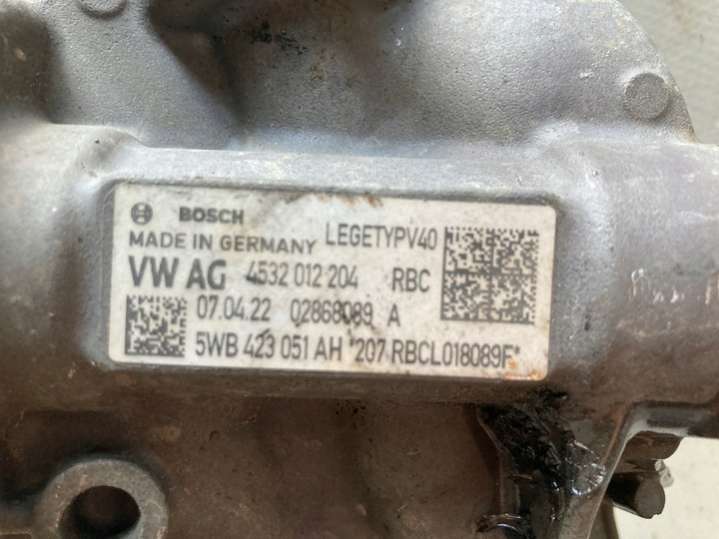 BOSCH LEGETYPV40
MADE IN GERMANY
VW AG 4532 012 204 RBC
07.04.22 02868089 A
5WB 423 051 AH *207 RBCL018089F*